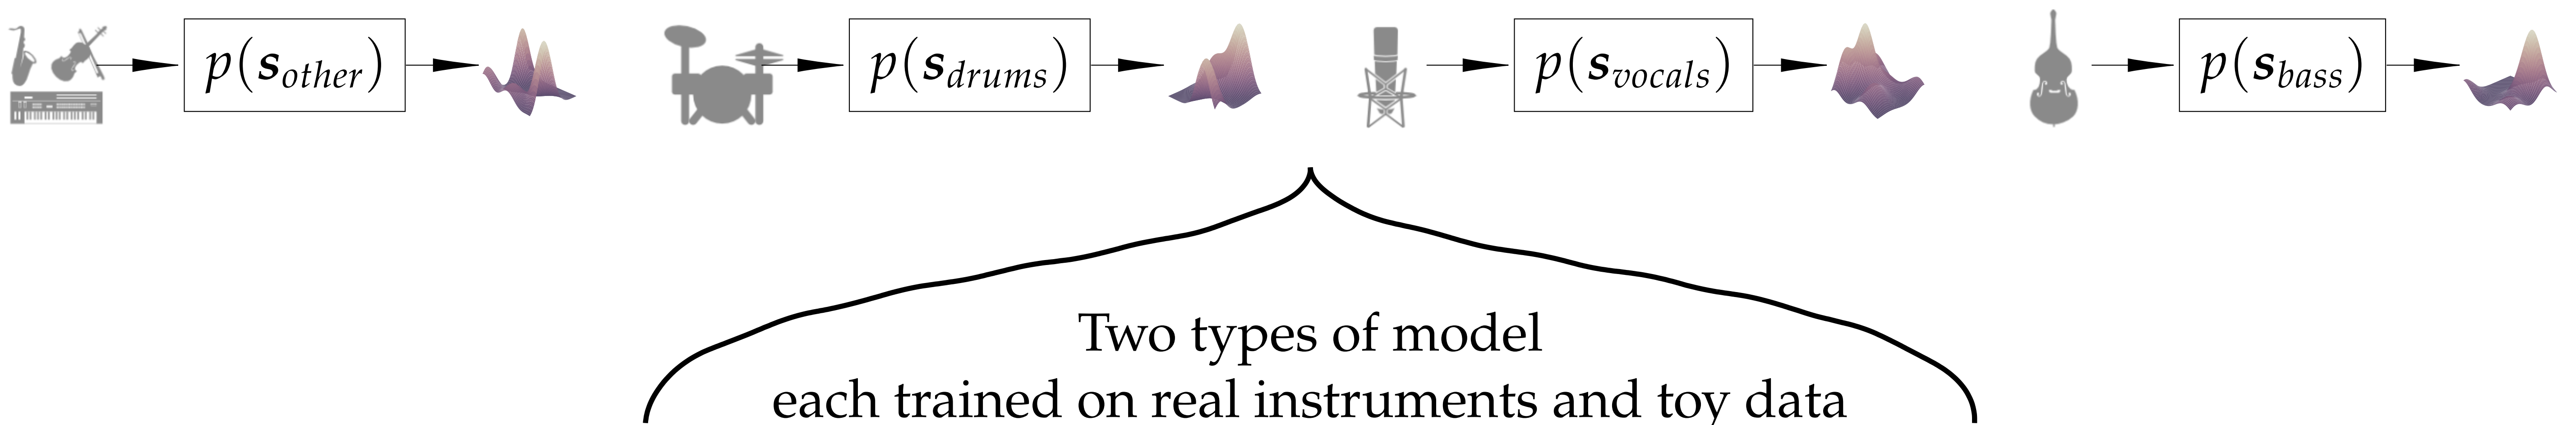 p(s_other) p(s_drums) p(s_vocals) p(s_bass)
Two types of model
each trained on real instruments and toy data